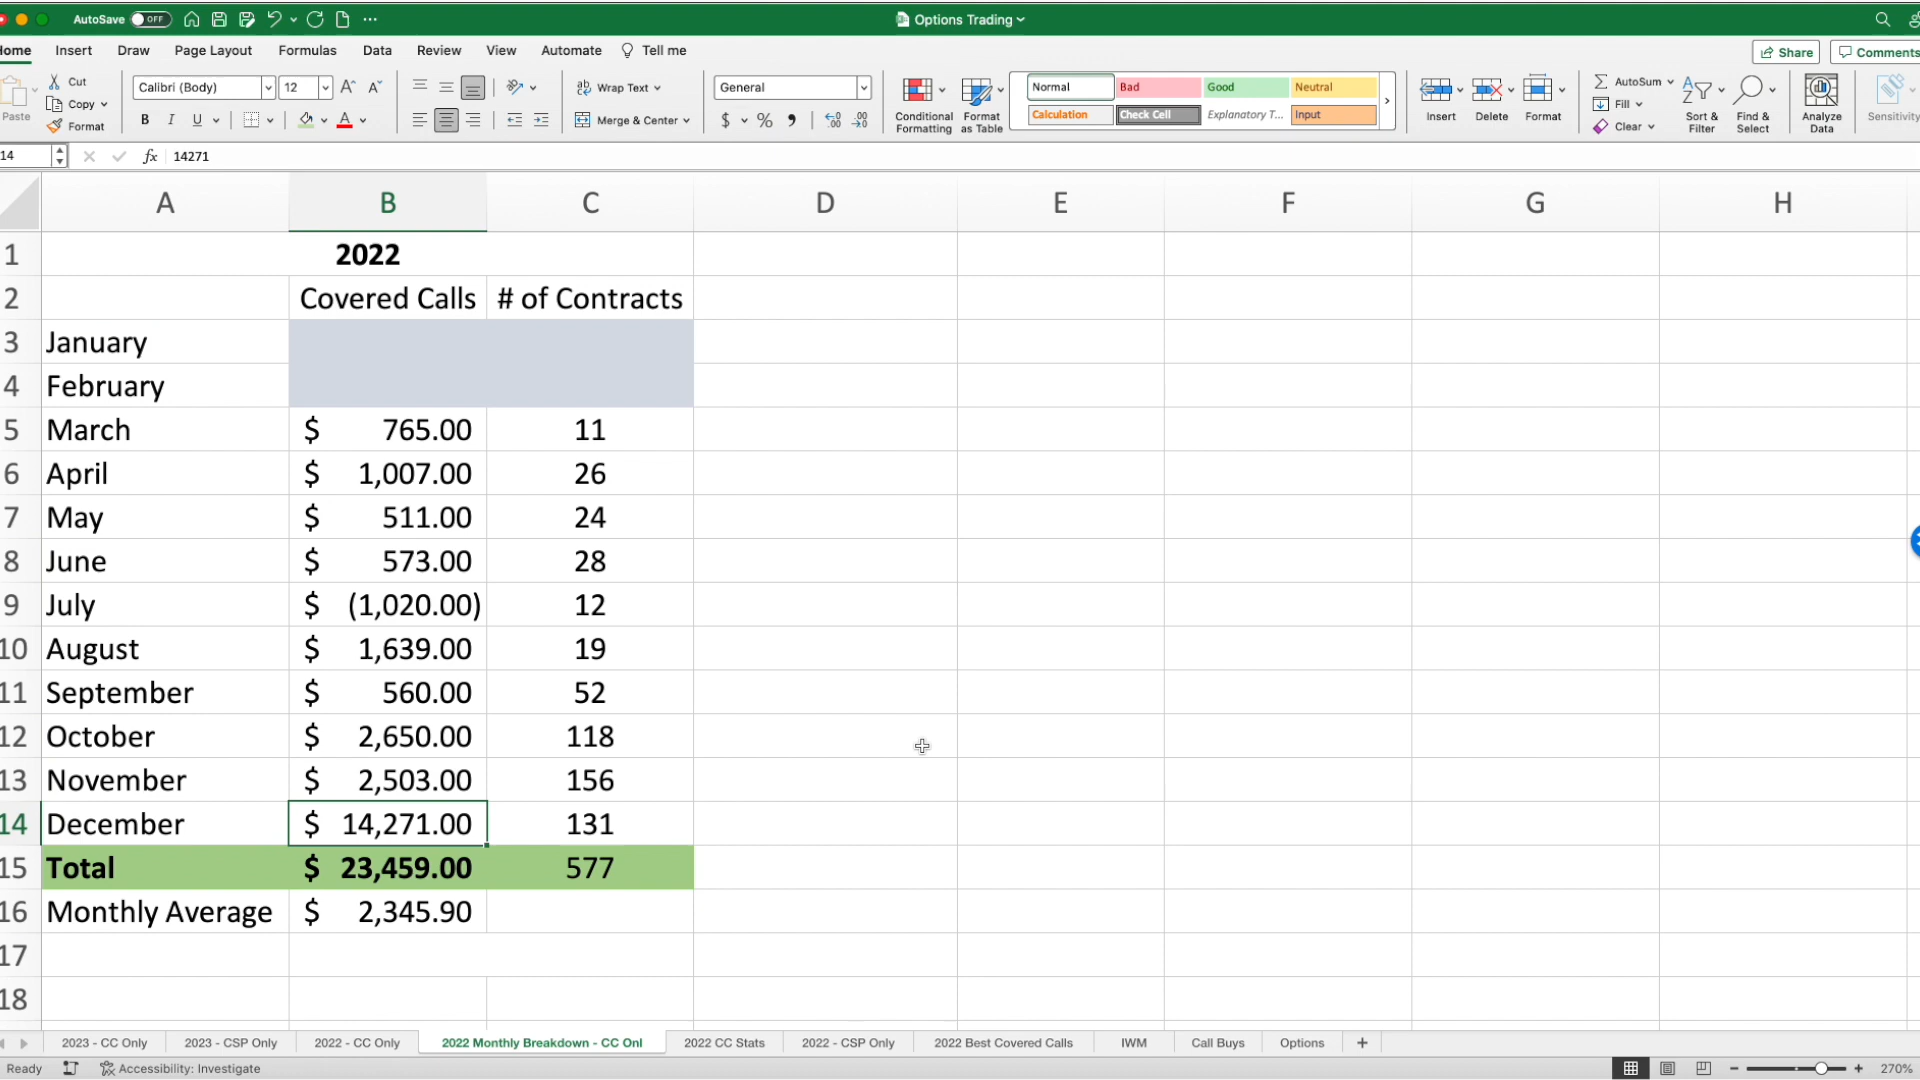 AutoSave OFF ... Options Trading
Home Insert Draw Page Layout Formulas Data Review View Automate Tell me Share Comments
Paste Cut Copy Format
Calibri (Body) 12 A^ Aˇ
B I U A
ab Wrap Text
Merge & Center
General
$ % 9
Conditional Formatting
Format as Table
Normal Bad Good Neutral
Calculation Check Cell Explanatory T... Input
Insert Delete Format
AutoSum
Fill
Clear
Sort & Filter
Find & Select
Analyze Data
Sensitivity
14 fx 14271
A B C D E F G H
1 2022
2 Covered Calls # of Contracts
3 January
4 February
5 March $ 765.00 11
6 April $ 1,007.00 26
7 May $ 511.00 24
8 June $ 573.00 28
9 July $ (1,020.00) 12
10 August $ 1,639.00 19
11 September $ 560.00 52
12 October $ 2,650.00 118
13 November $ 2,503.00 156
14 December $ 14,271.00 131
15 Total $ 23,459.00 577
16 Monthly Average $ 2,345.90
17
18
2023 - CC Only 2023 - CSP Only 2022 - CC Only 2022 Monthly Breakdown - CC Onl 2022 CC Stats 2022 - CSP Only 2022 Best Covered Calls IWM Call Buys Options +
Ready Accessibility: Investigate - + 270%